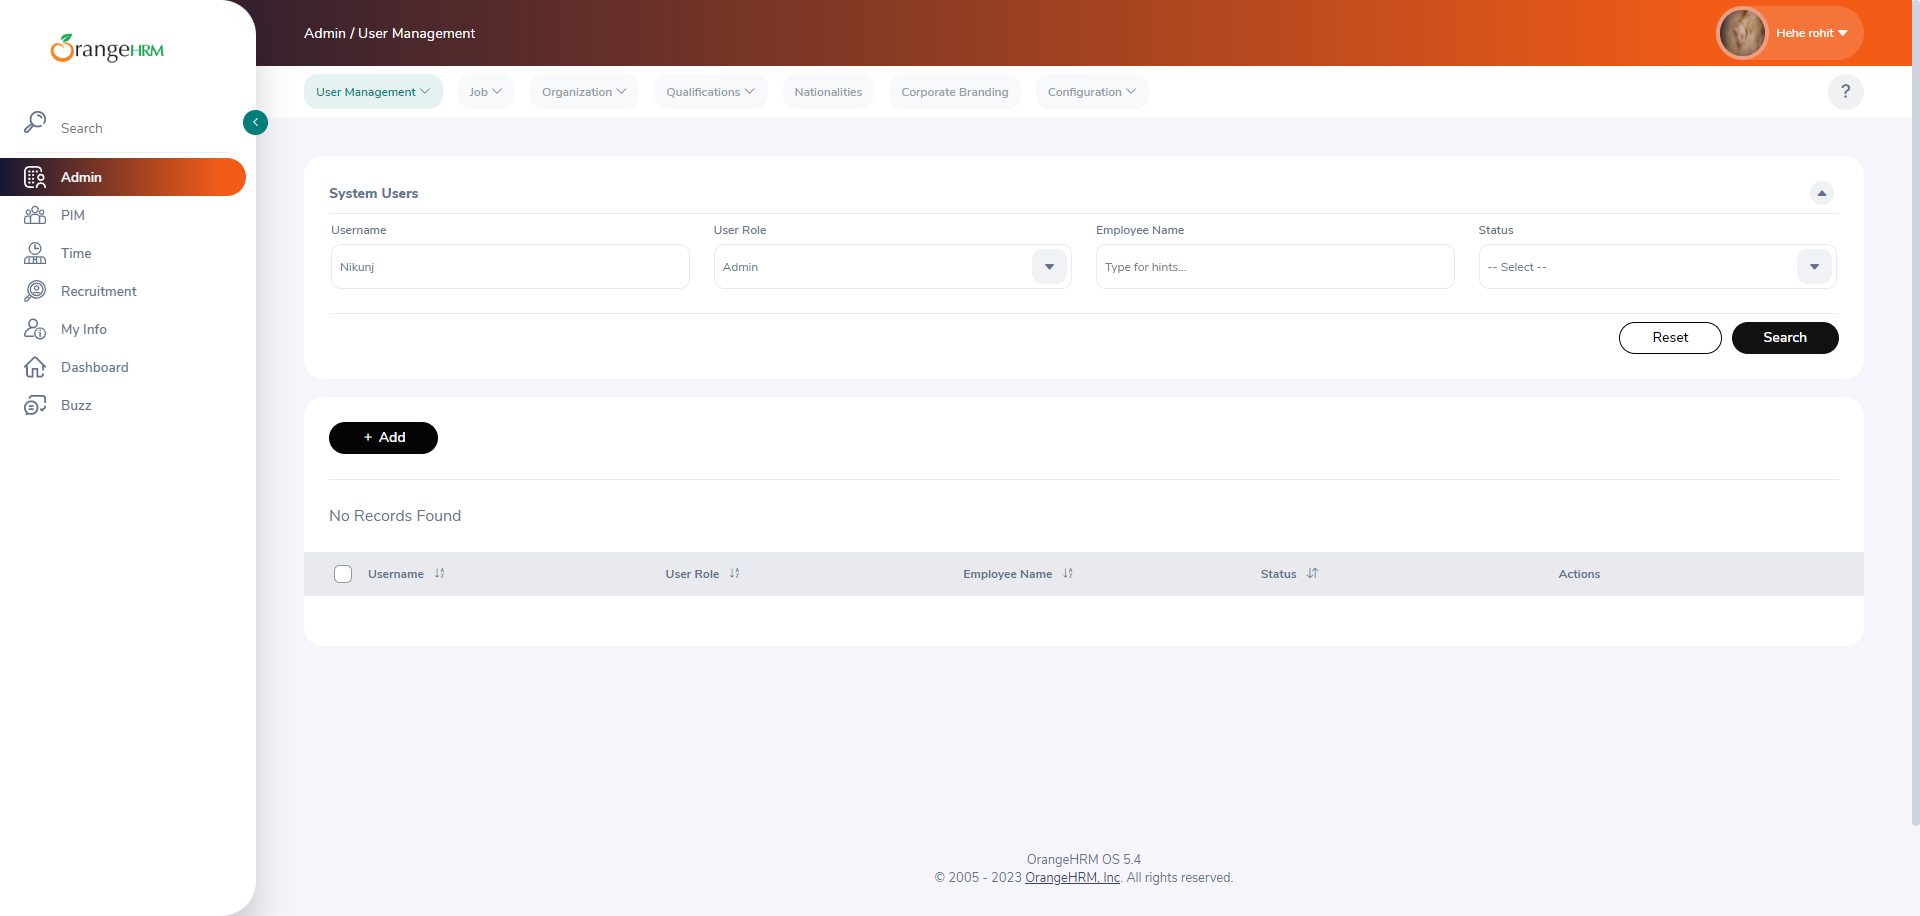 OrangeHRM
Search
Admin
PIM
Time
Recruitment
My Info
Dashboard
Buzz
Admin / User Management
Hehe rohit
User Management
Job
Organization
Qualifications
Nationalities
Corporate Branding
Configuration
?
System Users
Username
User Role
Employee Name
Status
Nikunj
Admin
Type for hints...
-- Select --
Reset
Search
+ Add
No Records Found
Username
User Role
Employee Name
Status
Actions
OrangeHRM OS 5.4
© 2005 - 2023 OrangeHRM, Inc. All rights reserved.